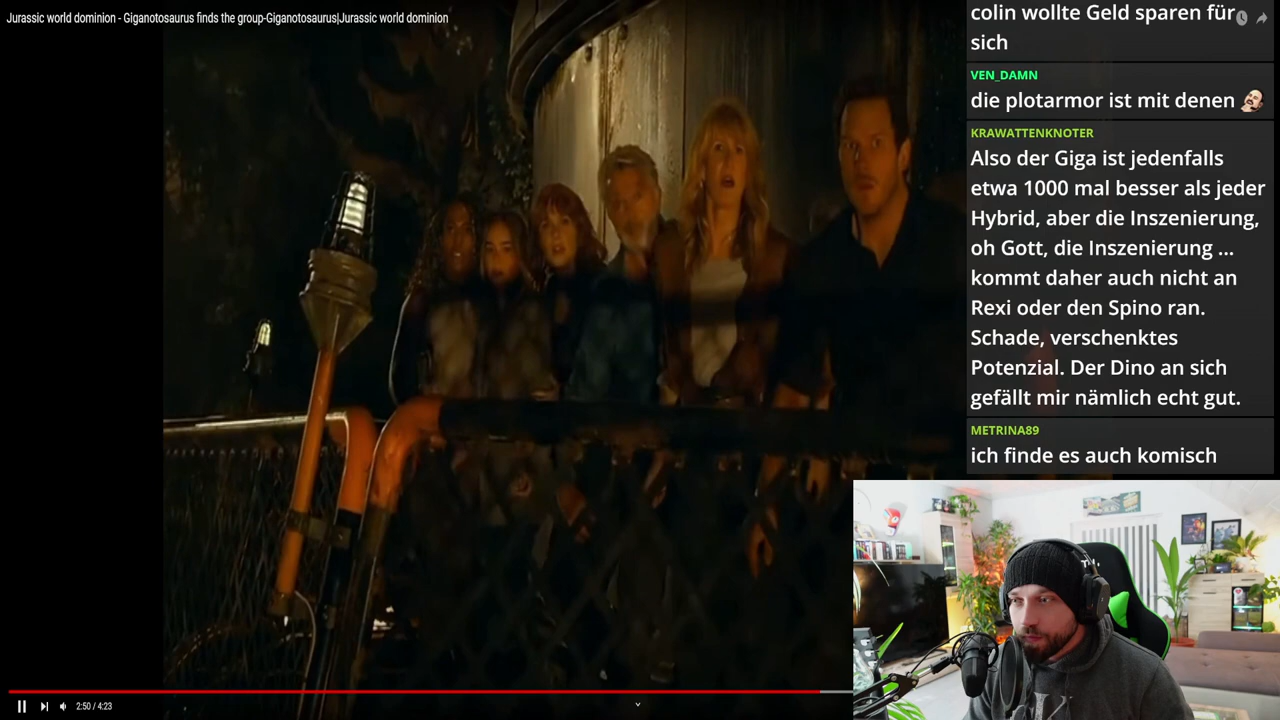 Jurassic world dominion - Giganotosaurus finds the group-Giganotosaurus|Jurassic world dominion
colin wollte Geld sparen für
sich
VEN_DAMN
die plotarmor ist mit denen
KRAWATTENKNOTER
Also der Giga ist jedenfalls
etwa 1000 mal besser als jeder
Hybrid, aber die Inszenierung,
oh Gott, die Inszenierung ...
kommt daher auch nicht an
Rexi oder den Spino ran.
Schade, verschenktes
Potenzial. Der Dino an sich
gefällt mir nämlich echt gut.
METRINA89
ich finde es auch komisch
2:50 / 4:23